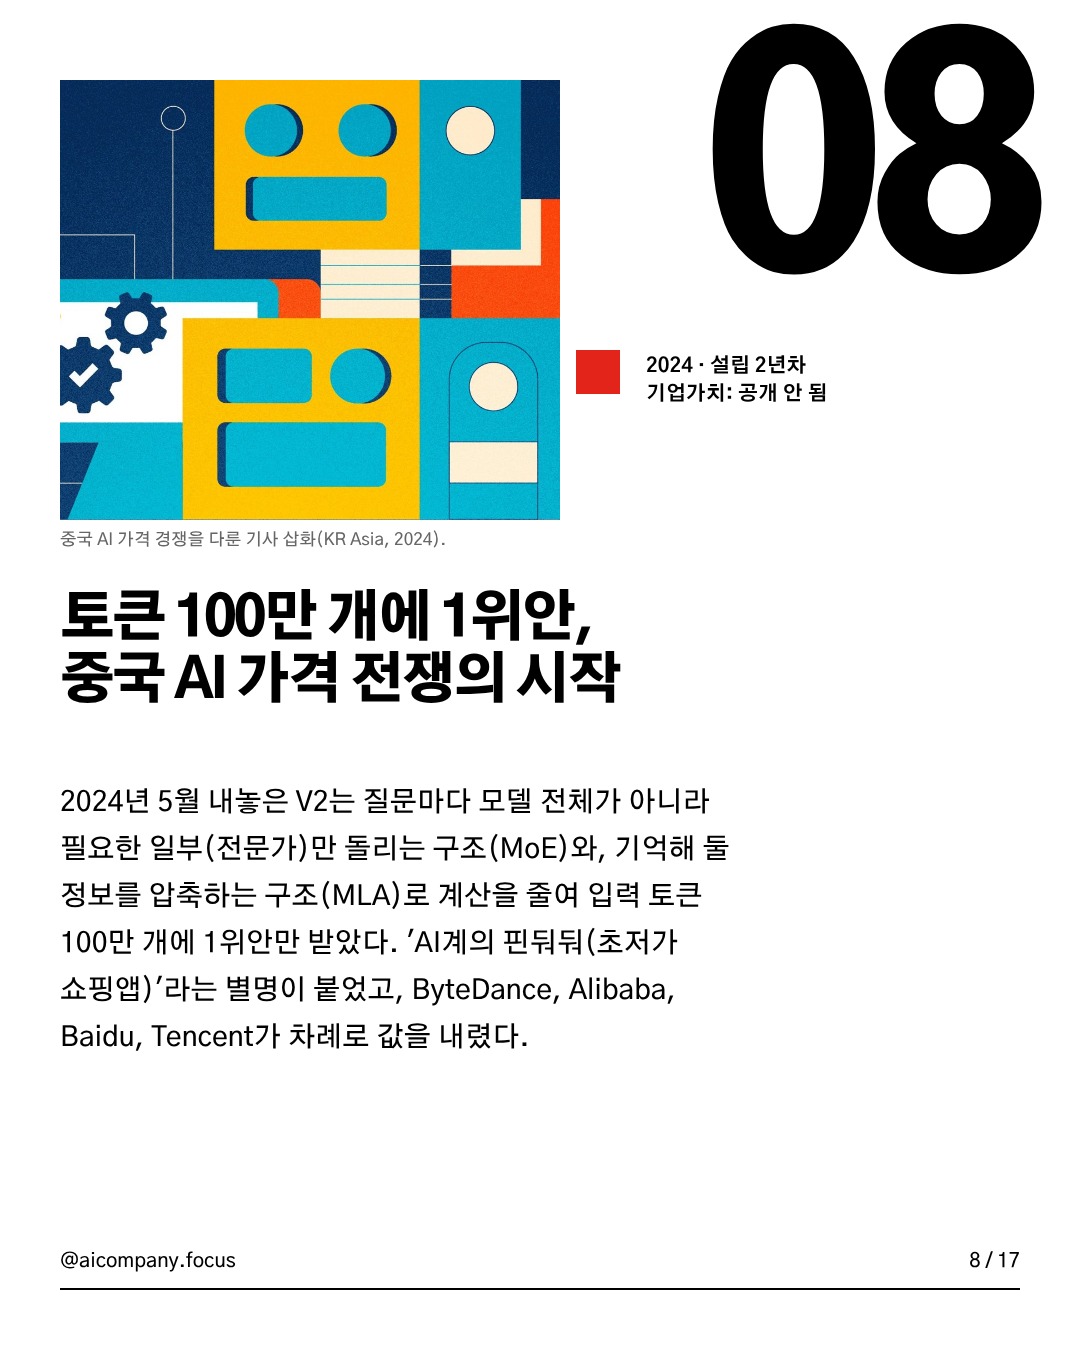 08
2024 · 설립 2년차
기업가치: 공개 안 됨
중국 AI 가격 경쟁을 다룬 기사 삽화(KR Asia, 2024).
토큰 100만 개에 1위안,
중국 AI 가격 전쟁의 시작
2024년 5월 내놓은 V2는 질문마다 모델 전체가 아니라
필요한 일부(전문가)만 돌리는 구조(MoE)와, 기억해 둘
정보를 압축하는 구조(MLA)로 계산을 줄여 입력 토큰
100만 개에 1위안만 받았다. ’AI계의 핀둬둬(초저가
쇼핑앱)’라는 별명이 붙었고, ByteDance, Alibaba,
Baidu, Tencent가 차례로 값을 내렸다.
@aicompany.focus
8 / 17